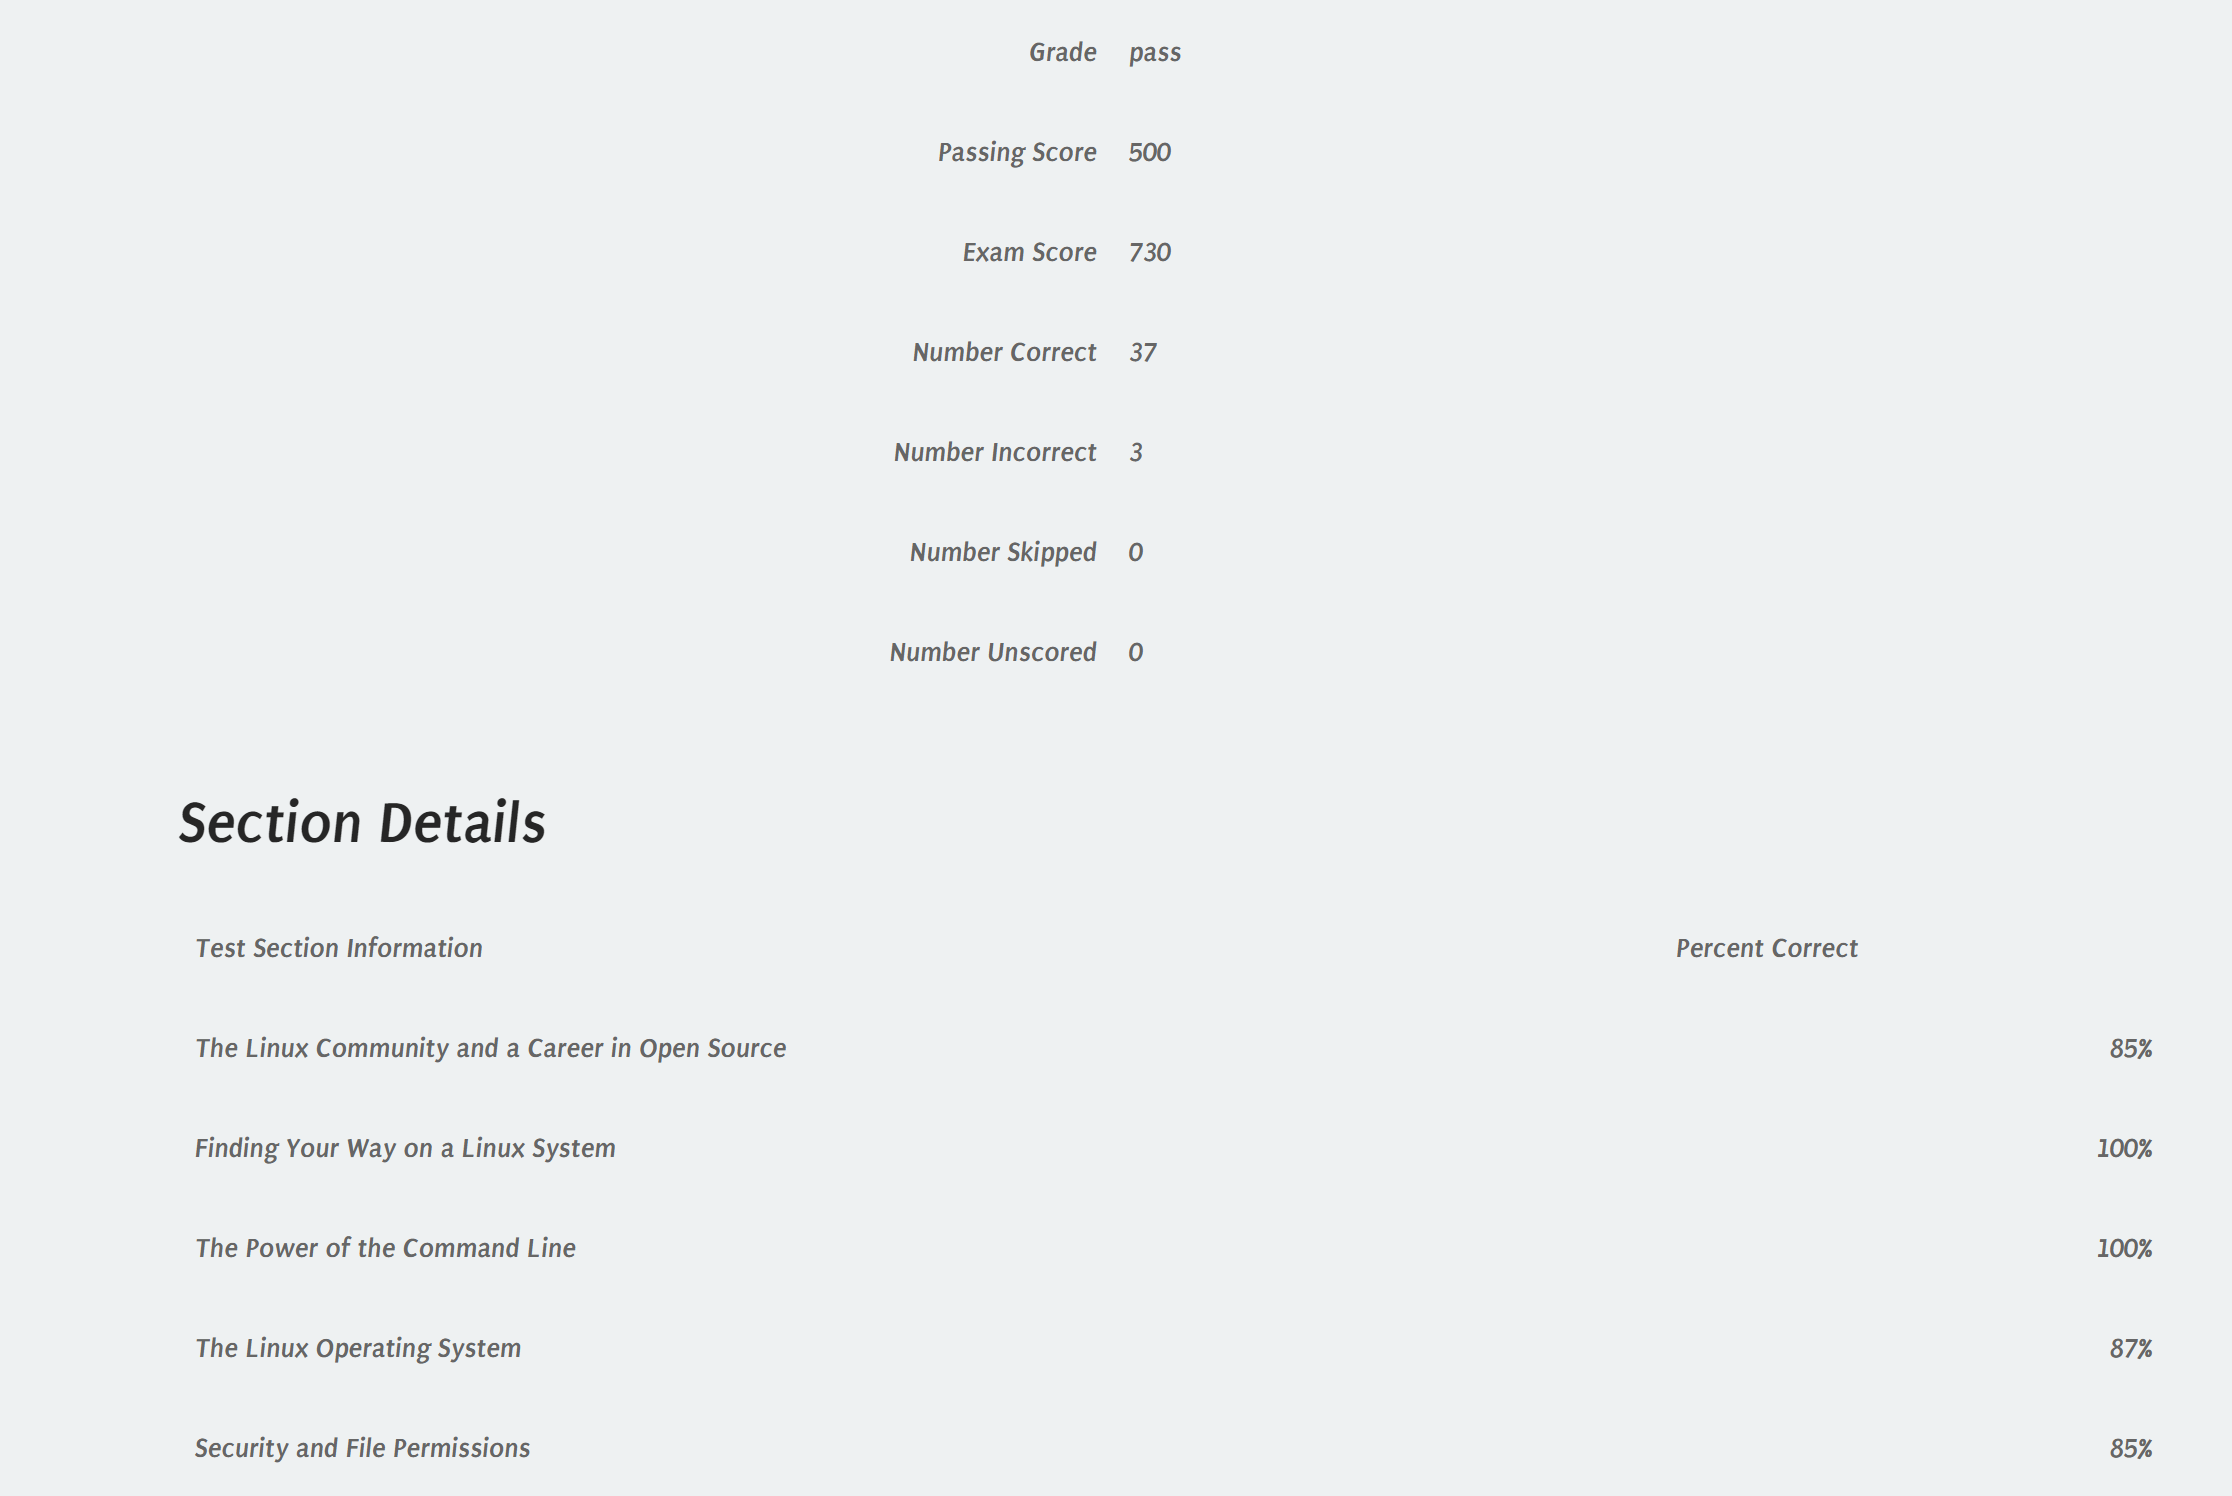 Grade pass
Passing Score 500
Exam Score 730
Number Correct 37
Number Incorrect 3
Number Skipped 0
Number Unscored 0
Section Details
Test Section Information Percent Correct
The Linux Community and a Career in Open Source 85%
Finding Your Way on a Linux System 100%
The Power of the Command Line 100%
The Linux Operating System 87%
Security and File Permissions 85%